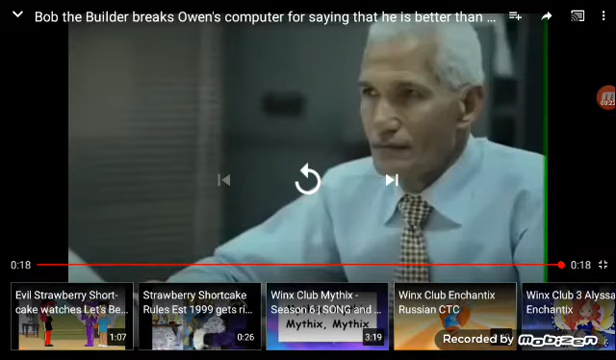 Bob the Builder breaks Owen's computer for saying that he is better than …
0:18
0:18
Evil Strawberry Short-
cake watches Let's Be…
1:07
Strawberry Shortcake
Rules Est 1999 gets ri…
0:26
Winx Club Mythix -
Season 6 | SONG and …
Mythix, Mythix
3:19
Winx Club Enchantix
Russian CTC
Winx Club 3 Alyssa
Enchantix
Recorded by
MOBIZEN